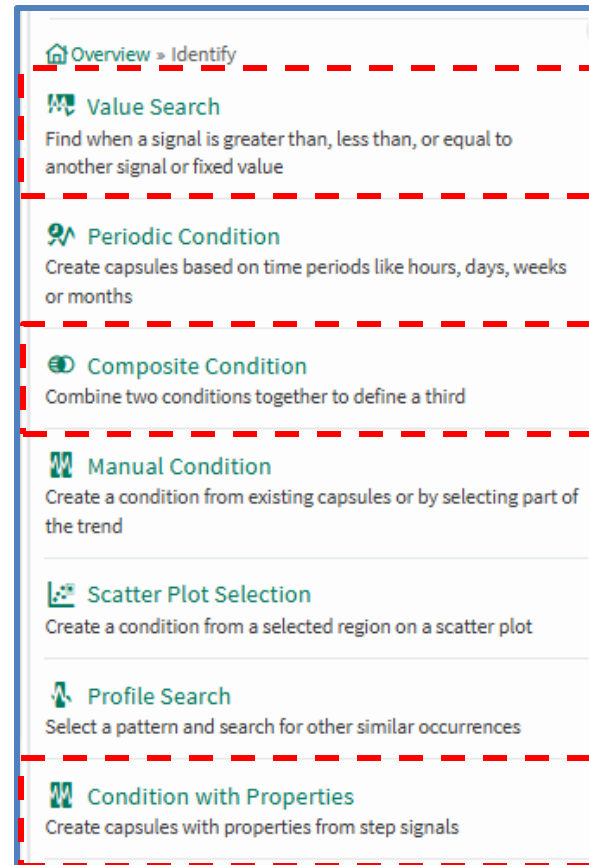 Overview » Identify
Value Search
Find when a signal is greater than, less than, or equal to
another signal or fixed value
Periodic Condition
Create capsules based on time periods like hours, days, weeks
or months
Composite Condition
Combine two conditions together to define a third
Manual Condition
Create a condition from existing capsules or by selecting part of
the trend
Scatter Plot Selection
Create a condition from a selected region on a scatter plot
Profile Search
Select a pattern and search for other similar occurrences
Condition with Properties
Create capsules with properties from step signals